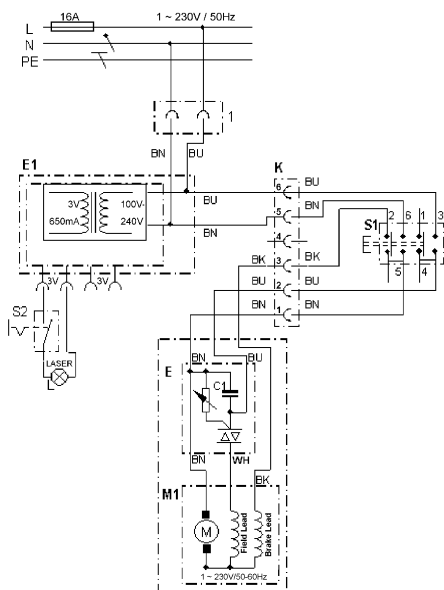 16A
1 ~ 230V / 50Hz
L
N
PE
1
BN
BU
E1
K
3V
650mA
100V-
240V
BU
BN
6
5
4
3
2
1
BU
BN
BK
BK
BU
BU
BN
BN
S1
2
6
1
3
5
4
3V
3V
S2
LASER
BN
BU
E
C1
BN
WH
BK
M1
M
Field Lead
Brake Lead
1 ~ 230V/50-60Hz